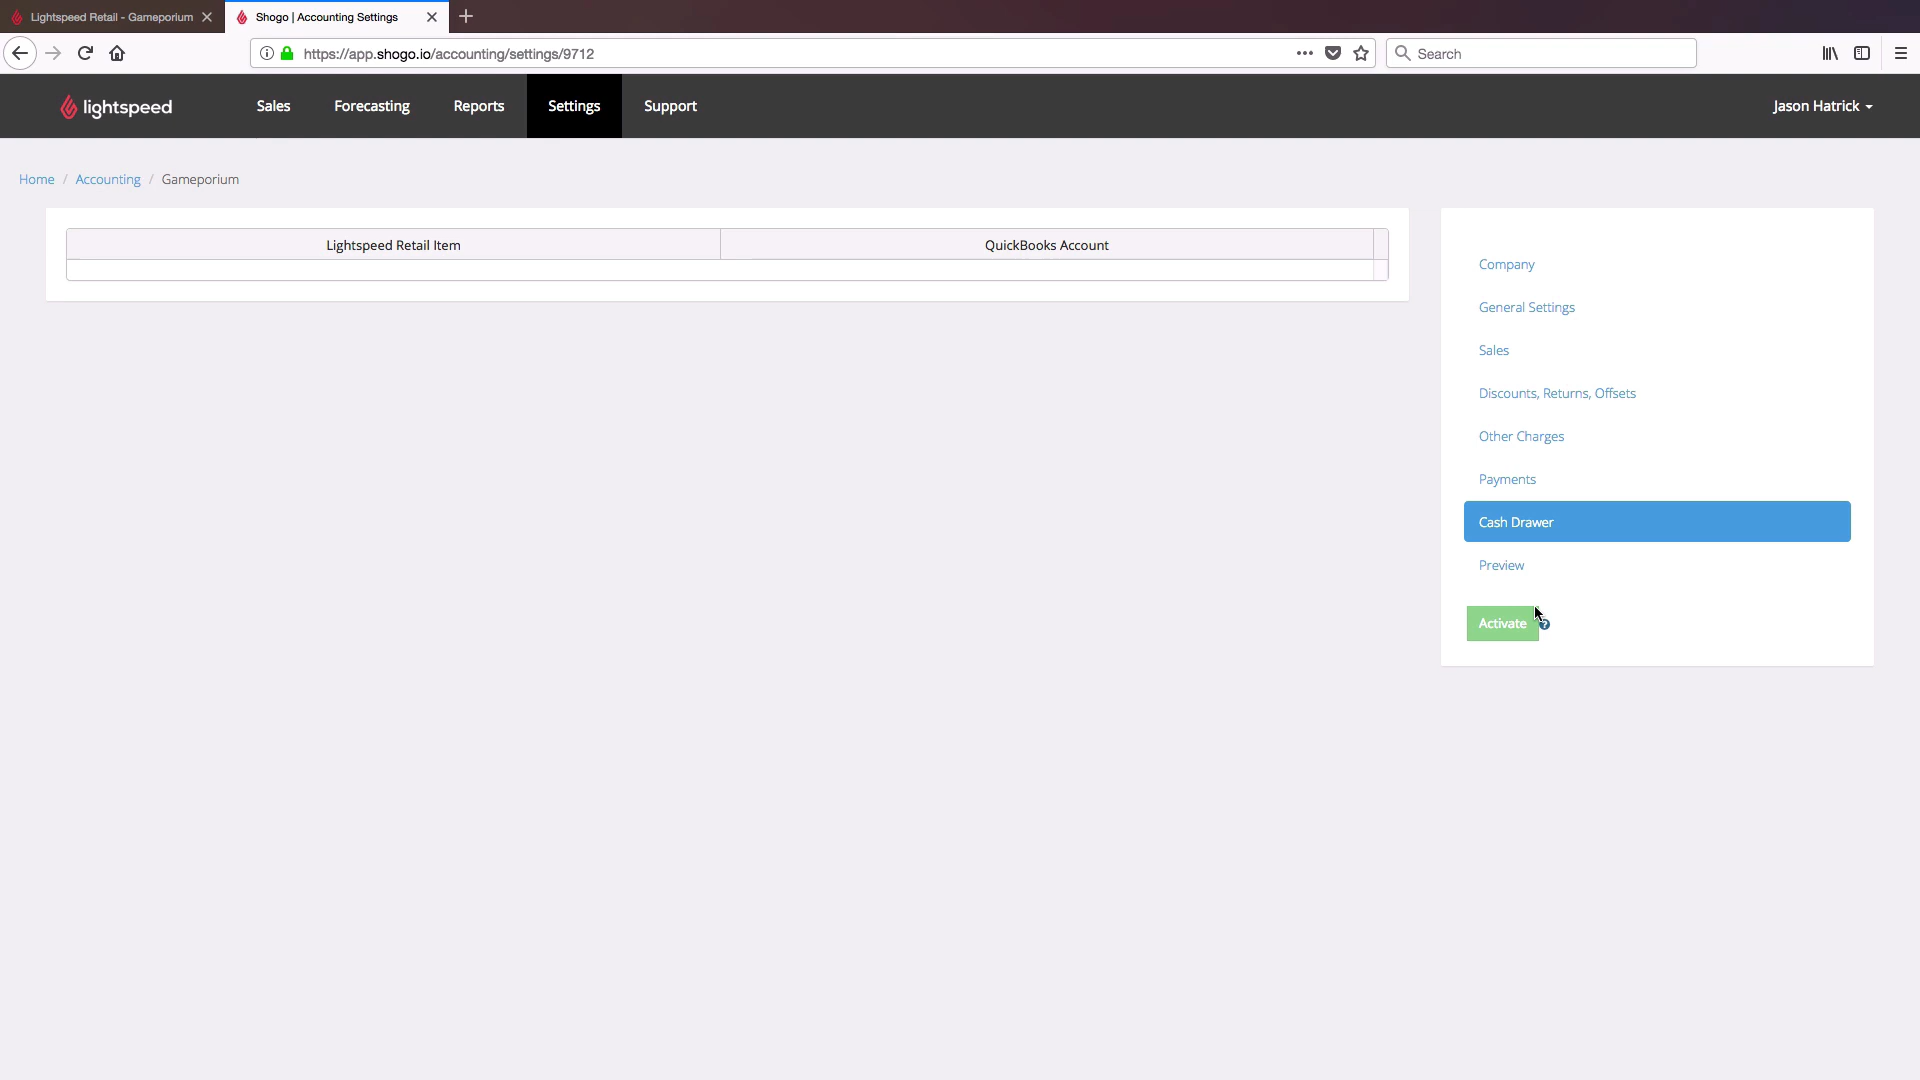 Lightspeed Retail - Gameporium
Shogo | Accounting Settings
https://app.shogo.io/accounting/settings/9712
Search
lightspeed
Sales
Forecasting
Reports
Settings
Support
Jason Hatrick
Home / Accounting / Gameporium
Lightspeed Retail Item
QuickBooks Account
Company
General Settings
Sales
Discounts, Returns, Offsets
Other Charges
Payments
Cash Drawer
Preview
Activate
?